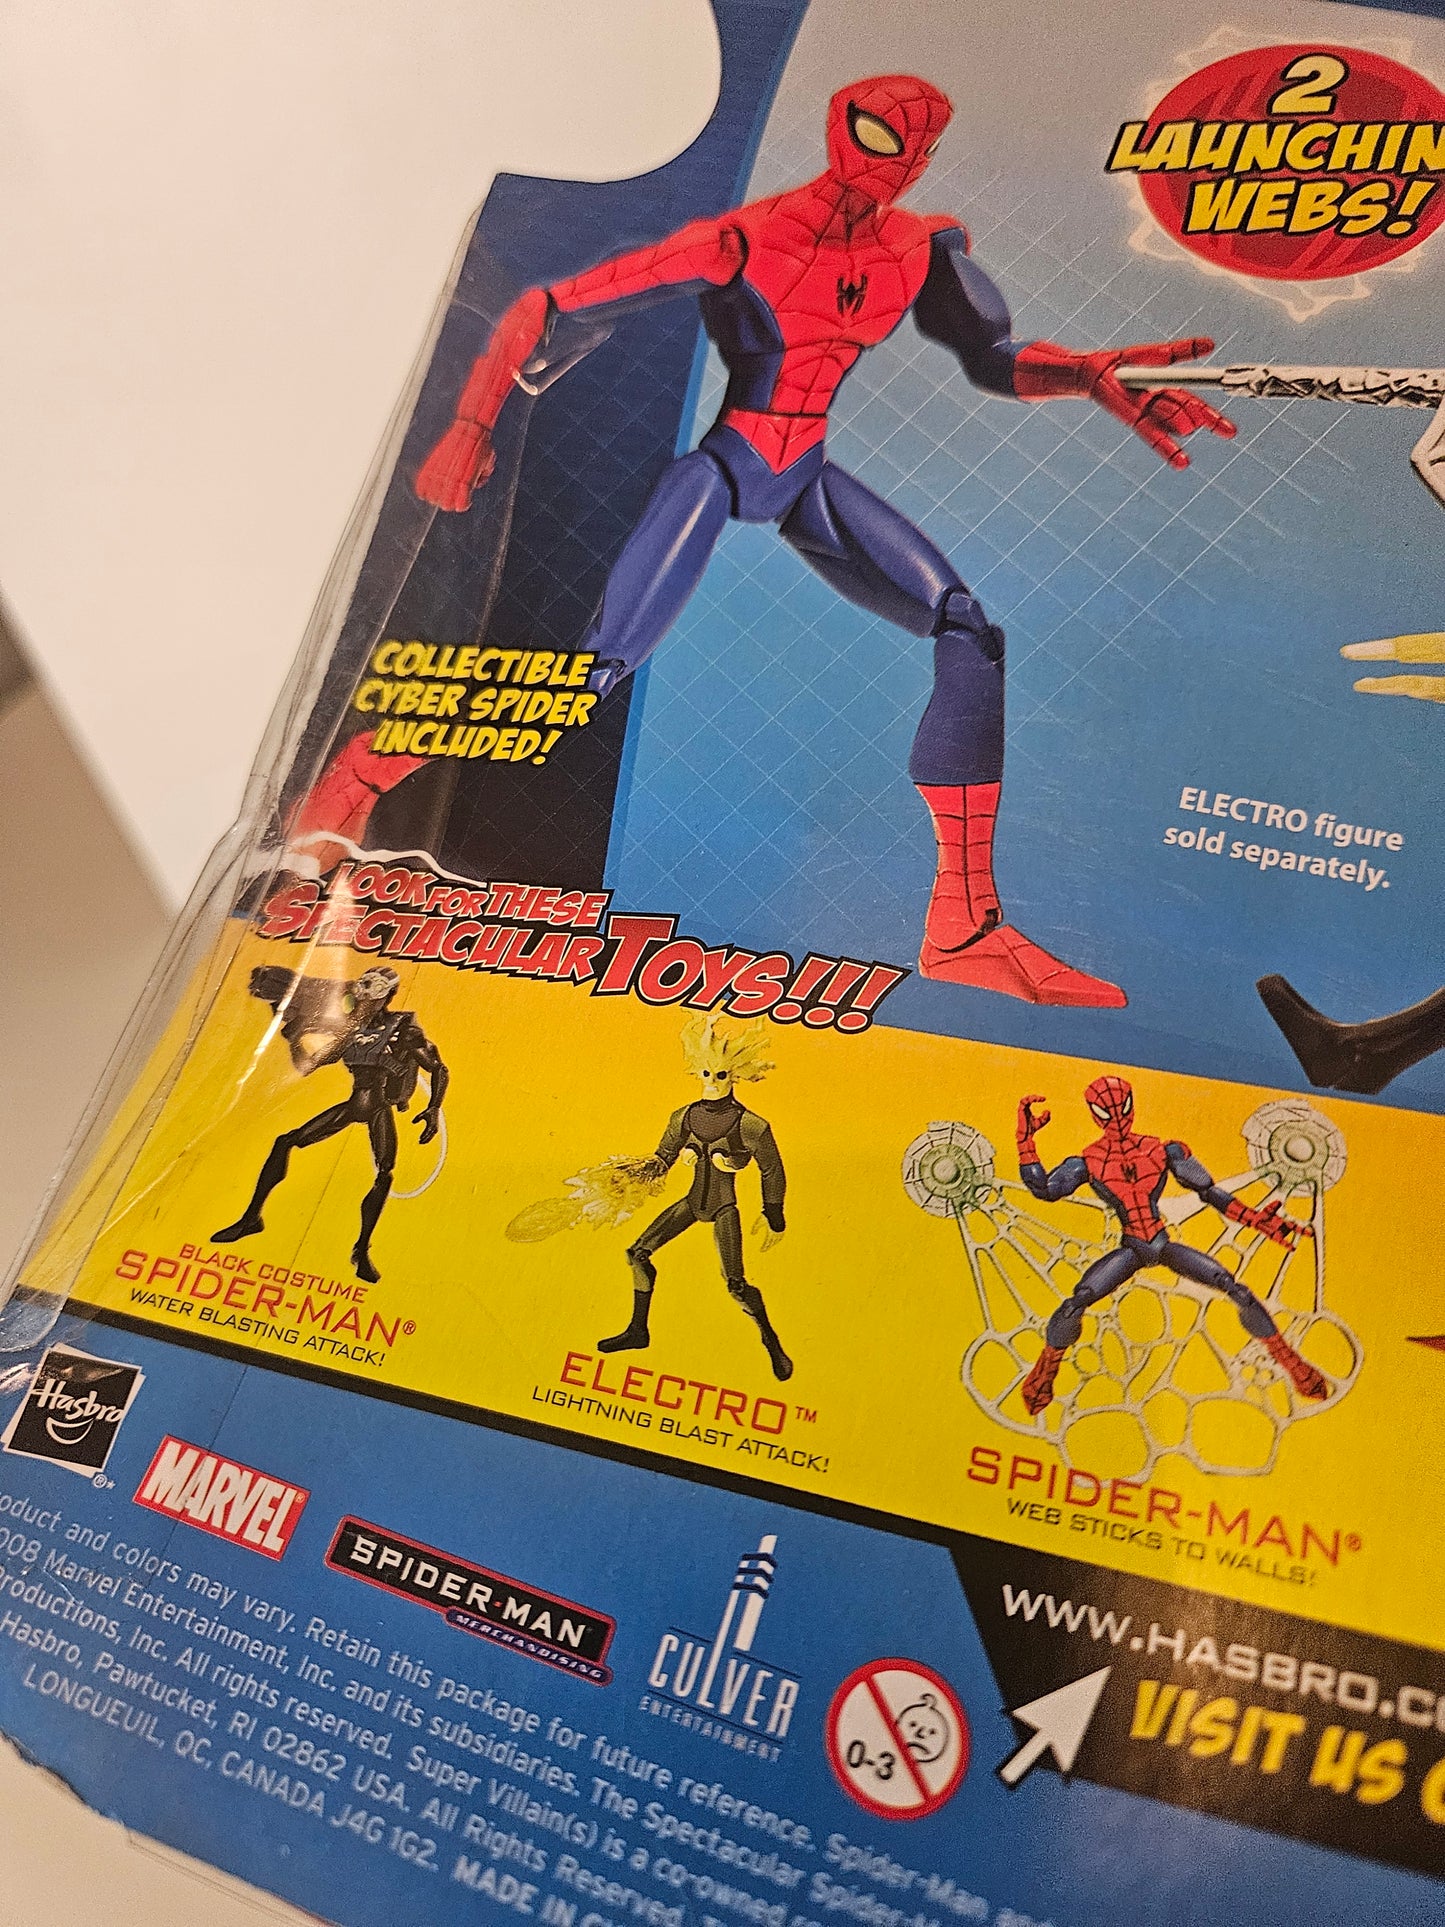 2
LAUNCHIN
WEBS!
COLLECTIBLE
CYBER SPIDER
INCLUDED!
ELECTRO figure
sold separately.
LOOK FOR THESE
SPECTACULAR TOYS!!!
BLACK COSTUME
SPIDER-MAN®
WATER BLASTING ATTACK!
ELECTRO™
LIGHTNING BLAST ATTACK!
SPIDER-MAN®
WEB STICKS TO WALLS!
Hasbro
®*
MARVEL
SPIDER-MAN
MERCHANDISING
CULVER
ENTERTAINMENT
0-3
WWW.HASBRO.C
VISIT US
oduct and colors may vary. Retain this package for future reference. Spider-Man
008 Marvel Entertainment, Inc. and its subsidiaries. The Spectacular Spider-
Productions, Inc. All rights reserved. Super Villain(s) is a co-owned
Hasbro, Pawtucket, RI 02862 USA. All Rights Reserved.
LONGUEUIL, QC, CANADA J4G 1G2. MADE IN